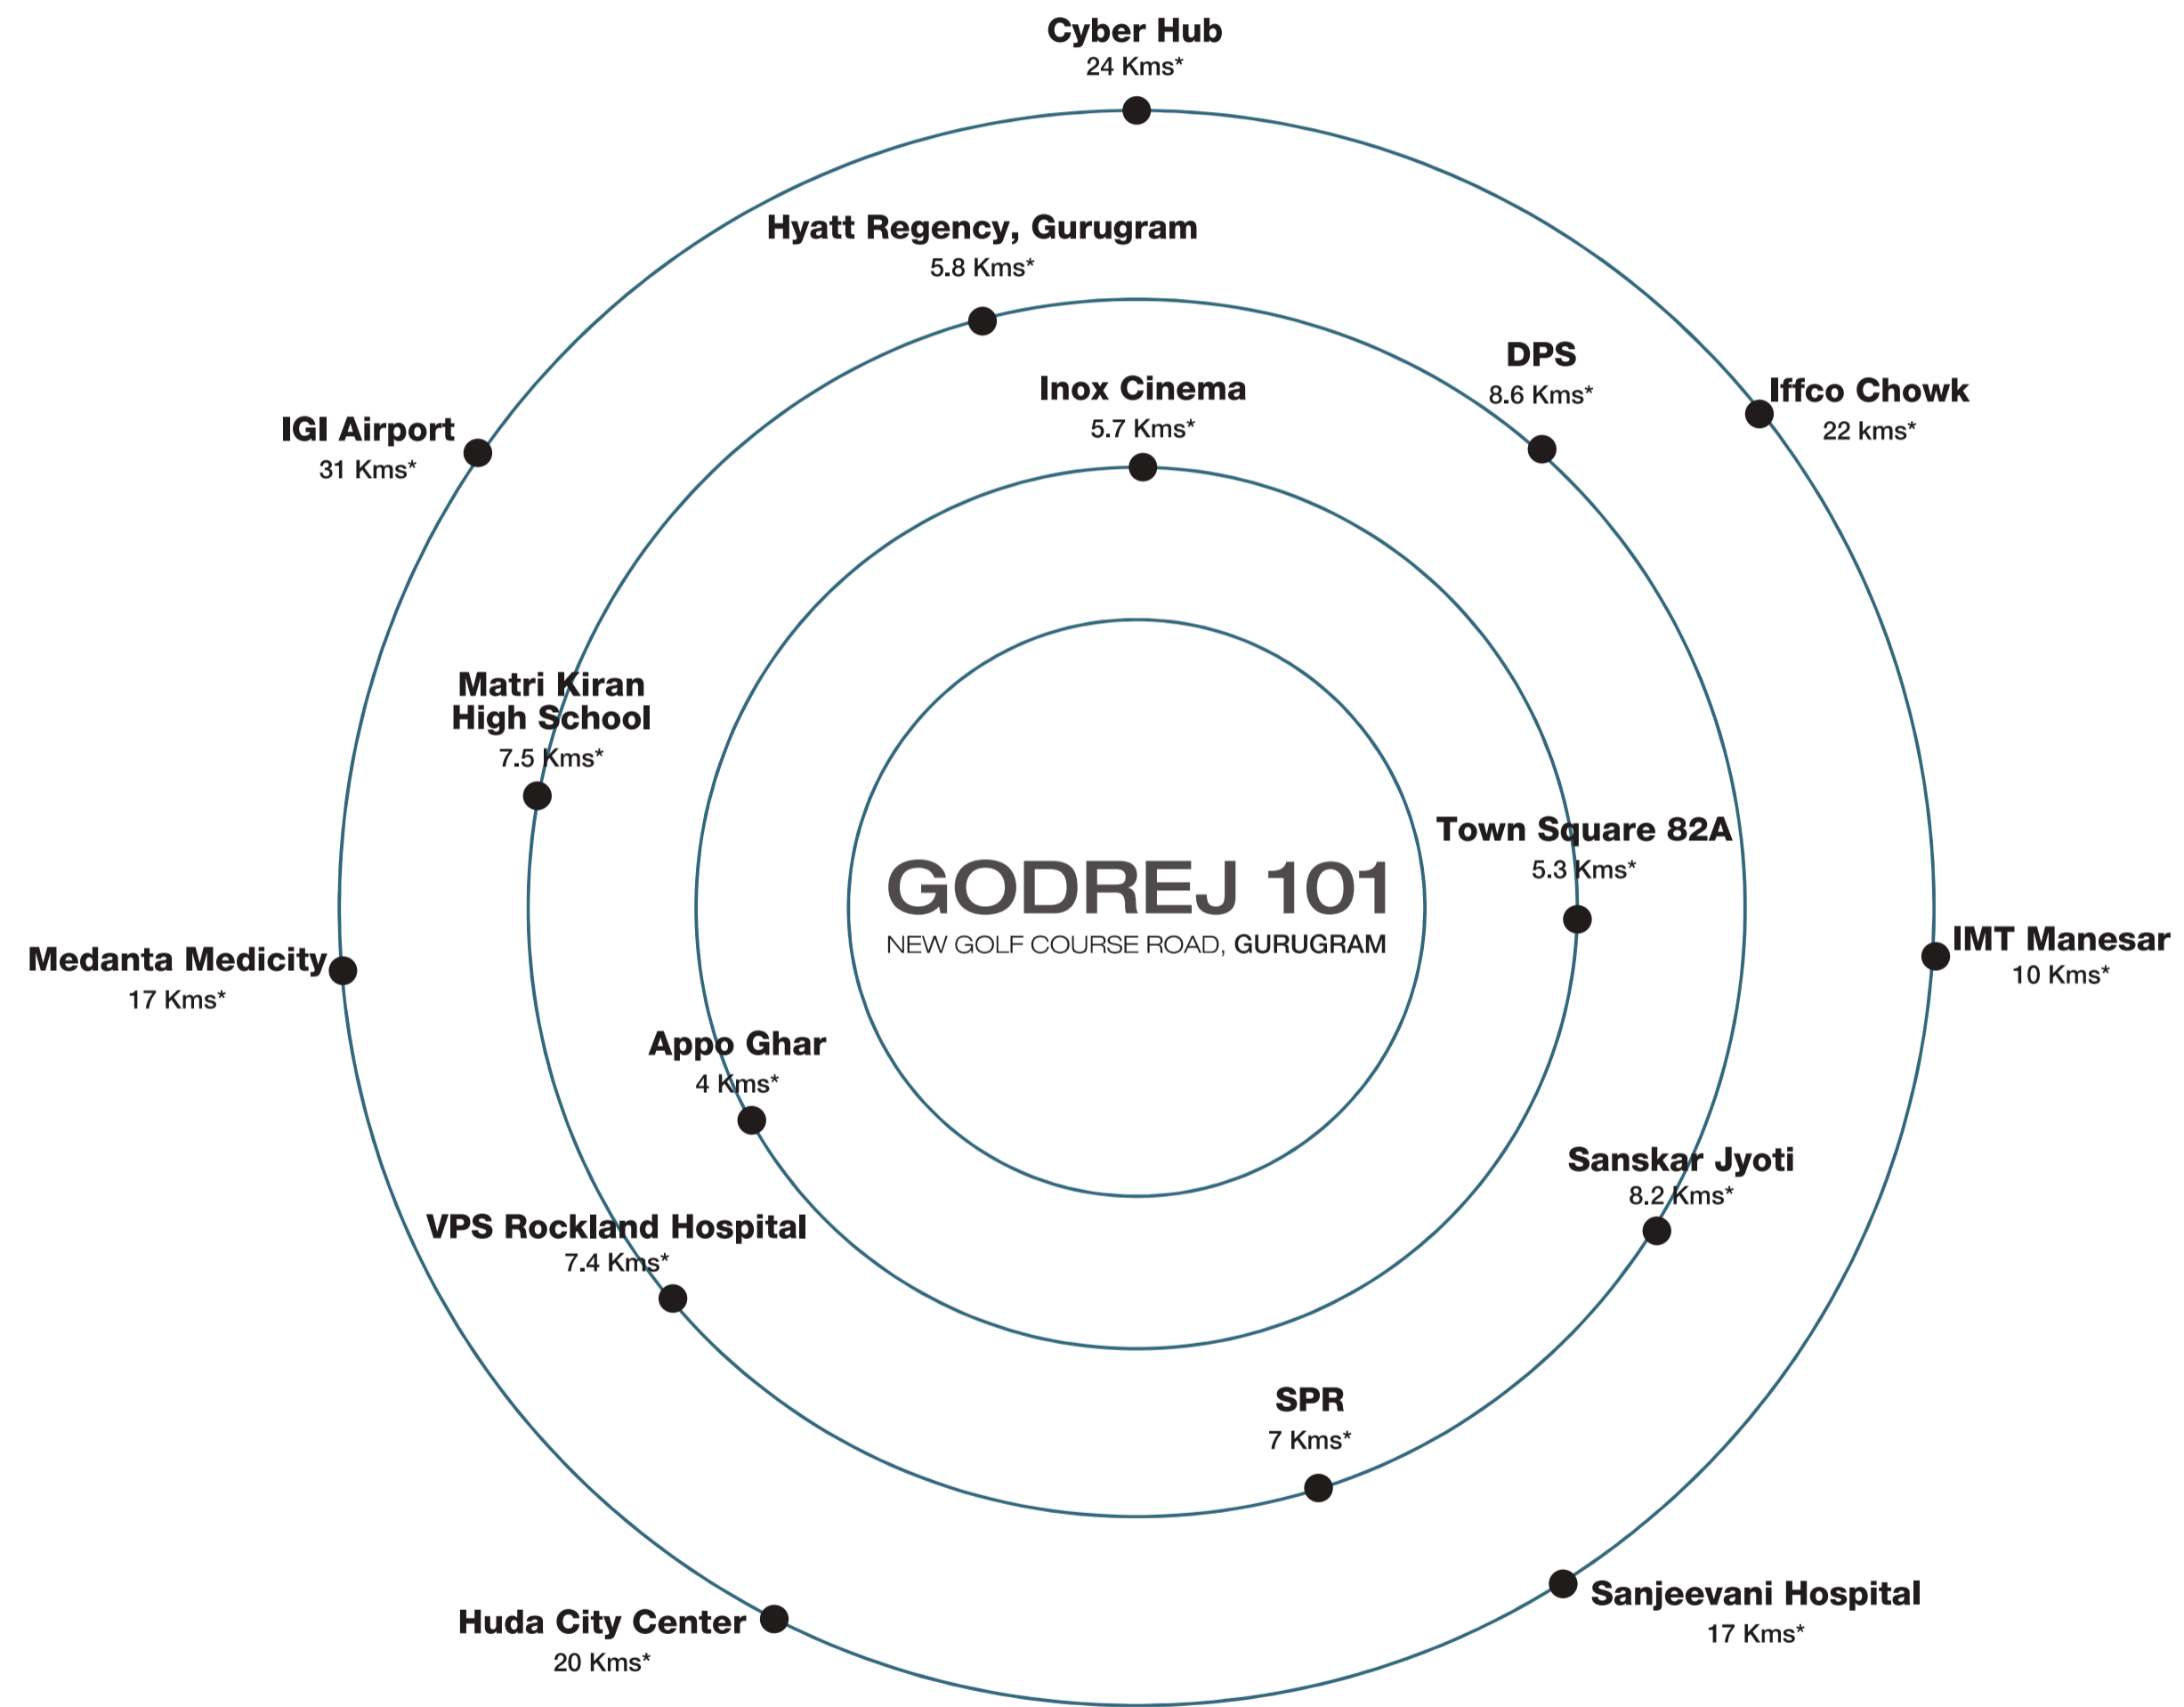 Cyber Hub
24 Kms*
Hyatt Regency, Gurugram
5.8 Kms*
DPS
8.6 Kms*
Inox Cinema
5.7 Kms*
Iffco Chowk
22 kms*
IGI Airport
31 Kms*
Matri Kiran
High School
7.5 Kms*
Town Square 82A
5.3 Kms*
GODREJ 101
NEW GOLF COURSE ROAD, GURUGRAM
IMT Manesar
10 Kms*
Medanta Medicity
17 Kms*
Appo Ghar
4 Kms*
Sanskar Jyoti
8.2 Kms*
VPS Rockland Hospital
7.4 Kms*
SPR
7 Kms*
Sanjeevani Hospital
17 Kms*
Huda City Center
20 Kms*